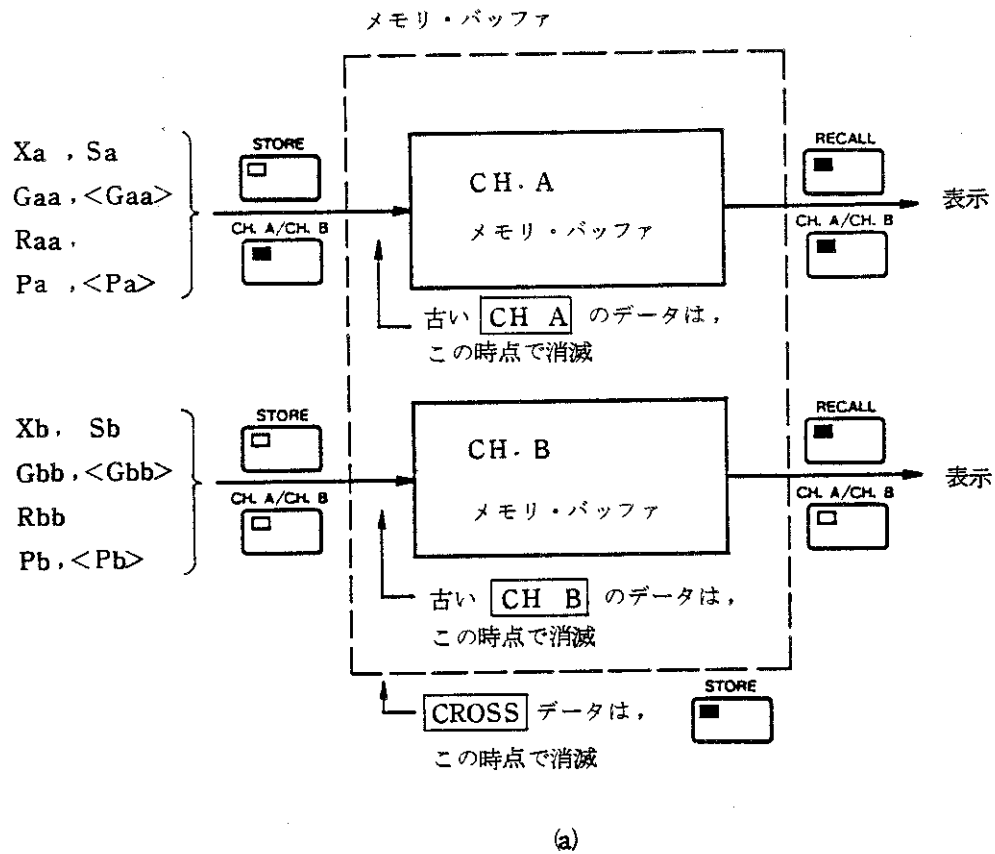 メモリ・バッファ
Xa , Sa
Gaa , <Gaa>
Raa ,
Pa , <Pa>
STORE
CH. A/CH. B
CH. A
メモリ・バッファ
RECALL
CH. A/CH. B
表示
古い CH A のデータは,
この時点で消滅
Xb , Sb
Gbb , <Gbb>
Rbb
Pb , <Pb>
STORE
CH. A/CH. B
CH. B
メモリ・バッファ
RECALL
CH. A/CH. B
表示
古い CH B のデータは,
この時点で消滅
STORE
CROSS データは,
この時点で消滅
(a)